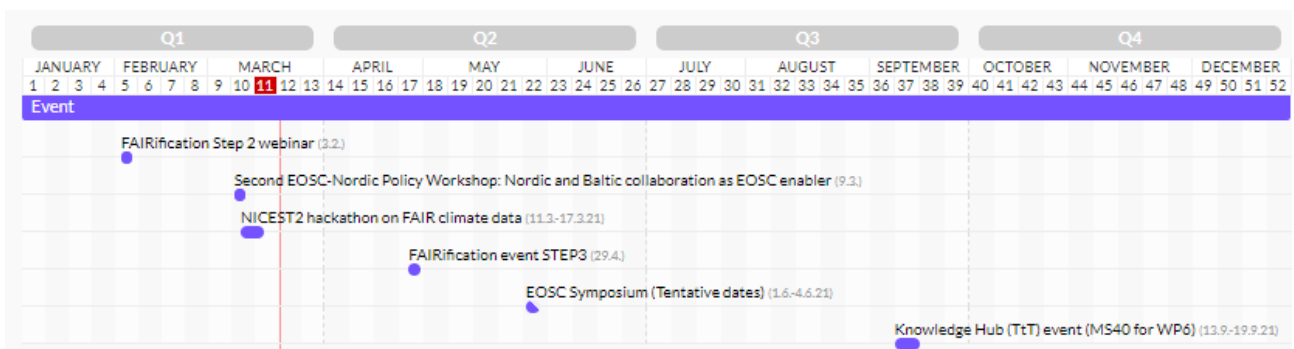 Q1 Q2 Q3 Q4
JANUARY FEBRUARY MARCH APRIL MAY JUNE JULY AUGUST SEPTEMBER OCTOBER NOVEMBER DECEMBER
1 2 3 4 5 6 7 8 9 10 11 12 13 14 15 16 17 18 19 20 21 22 23 24 25 26 27 28 29 30 31 32 33 34 35 36 37 38 39 40 41 42 43 44 45 46 47 48 49 50 51 52
Event
FAIRification Step 2 webinar (3.2.)
Second EOSC-Nordic Policy Workshop: Nordic and Baltic collaboration as EOSC enabler (9.3.)
NICEST2 hackathon on FAIR climate data (11.3.-17.3.21)
FAIRification event STEP3 (29.4.)
EOSC Symposium (Tentative dates) (1.6.-4.6.21)
Knowledge Hub (TtT) event (MS40 for WP6) (13.9.-19.9.21)